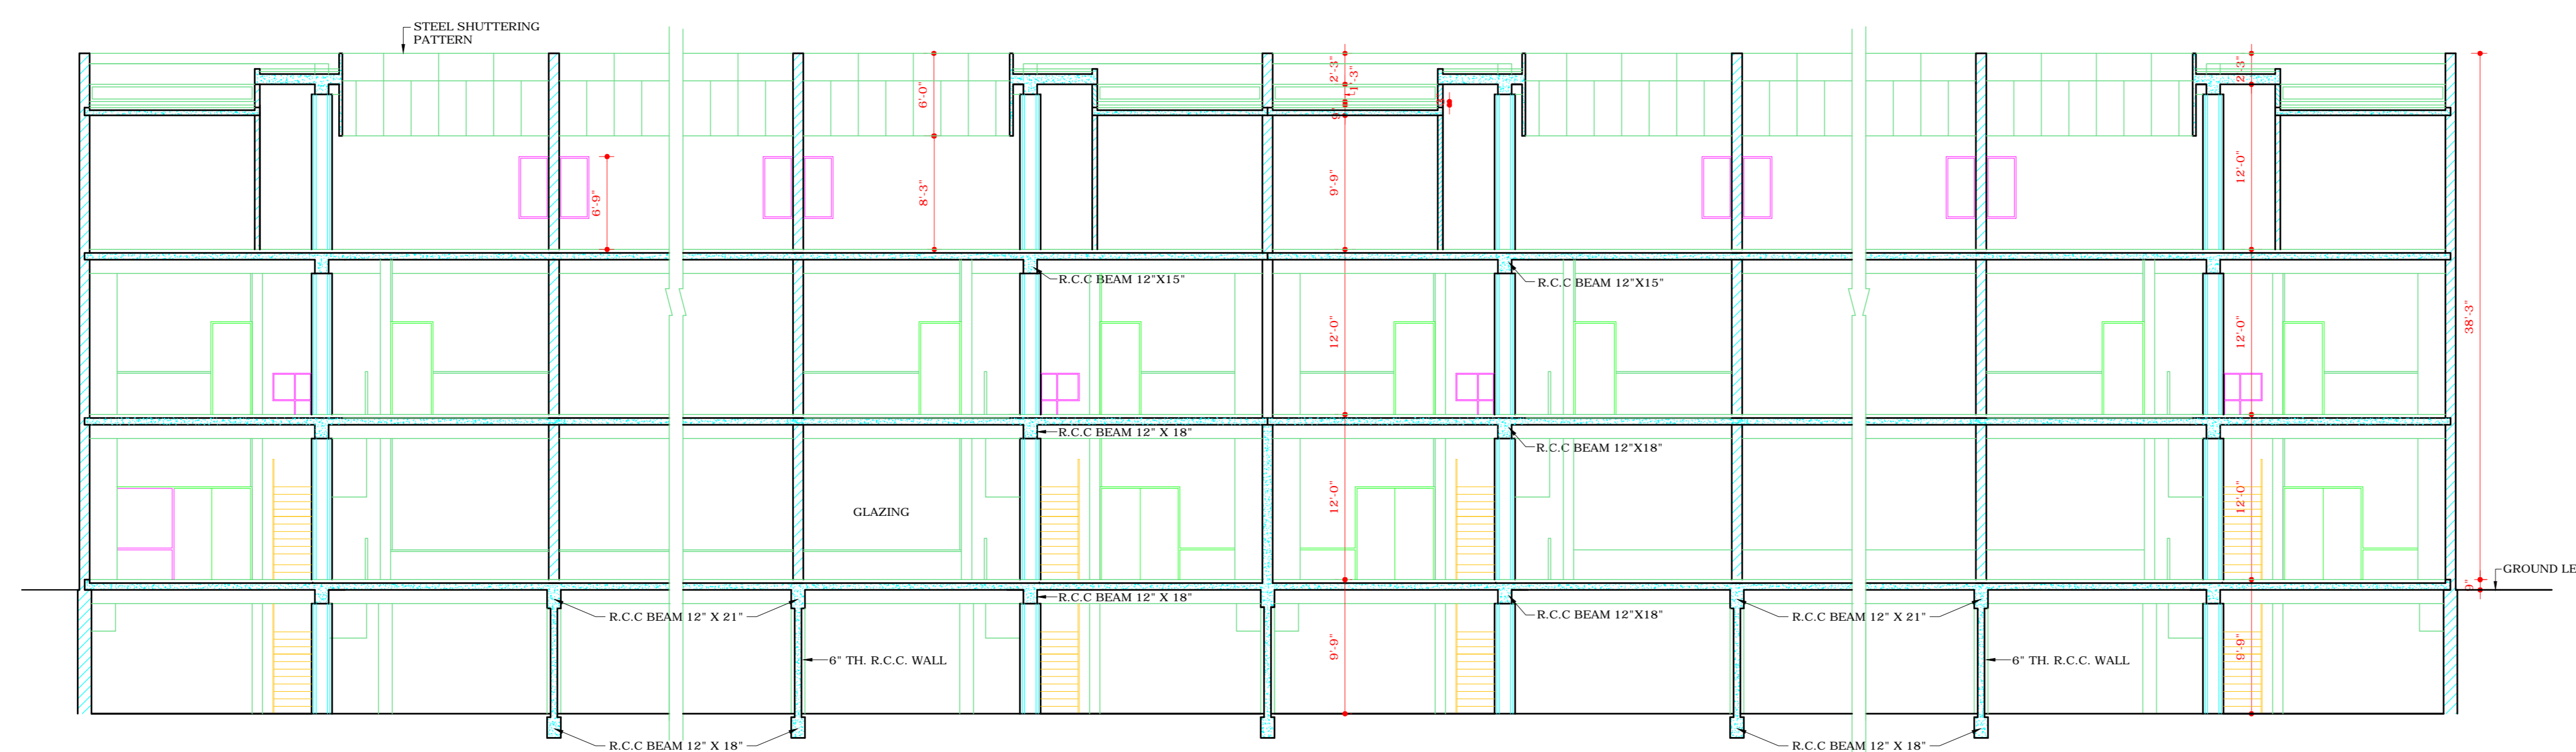 STEEL SHUTTERING
PATTERN
6'-0"
2'-3"
1'-3"
9"
2'-3"
6'-9"
8'-3"
9'-9"
12'-0"
R.C.C BEAM 12"X15"
R.C.C BEAM 12"X15"
12'-0"
12'-0"
38'-3"
R.C.C BEAM 12" X 18"
R.C.C BEAM 12"X18"
GLAZING
12'-0"
12'-0"
GROUND LE
9"
R.C.C BEAM 12" X 21"
R.C.C BEAM 12" X 18"
R.C.C BEAM 12"X18"
R.C.C BEAM 12" X 21"
6" TH. R.C.C. WALL
9'-9"
6" TH. R.C.C. WALL
9'-9"
R.C.C BEAM 12" X 18"
R.C.C BEAM 12" X 18"